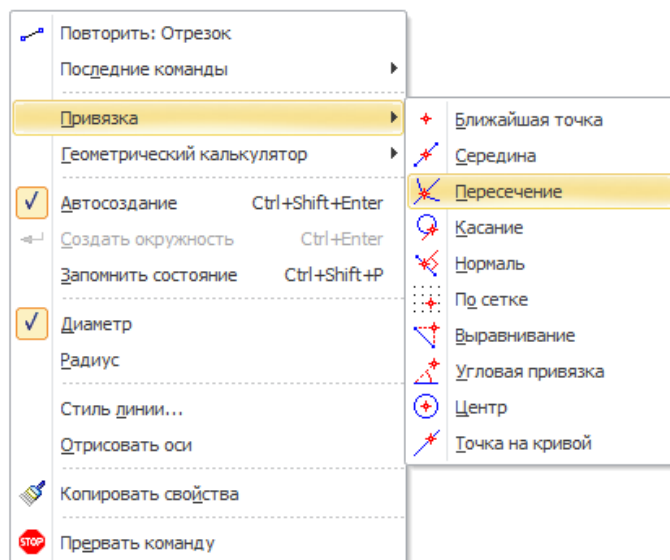 Повторить: Отрезок
Последние команды
Привязка
Геометрический калькулятор
Автосоздание Ctrl+Shift+Enter
Создать окружность Ctrl+Enter
Запомнить состояние Ctrl+Shift+P
Диаметр
Радиус
Стиль линии...
Отрисовать оси
Копировать свойства
STOP Прервать команду
Ближайшая точка
Середина
Пересечение
Касание
Нормаль
По сетке
Выравнивание
Угловая привязка
Центр
Точка на кривой